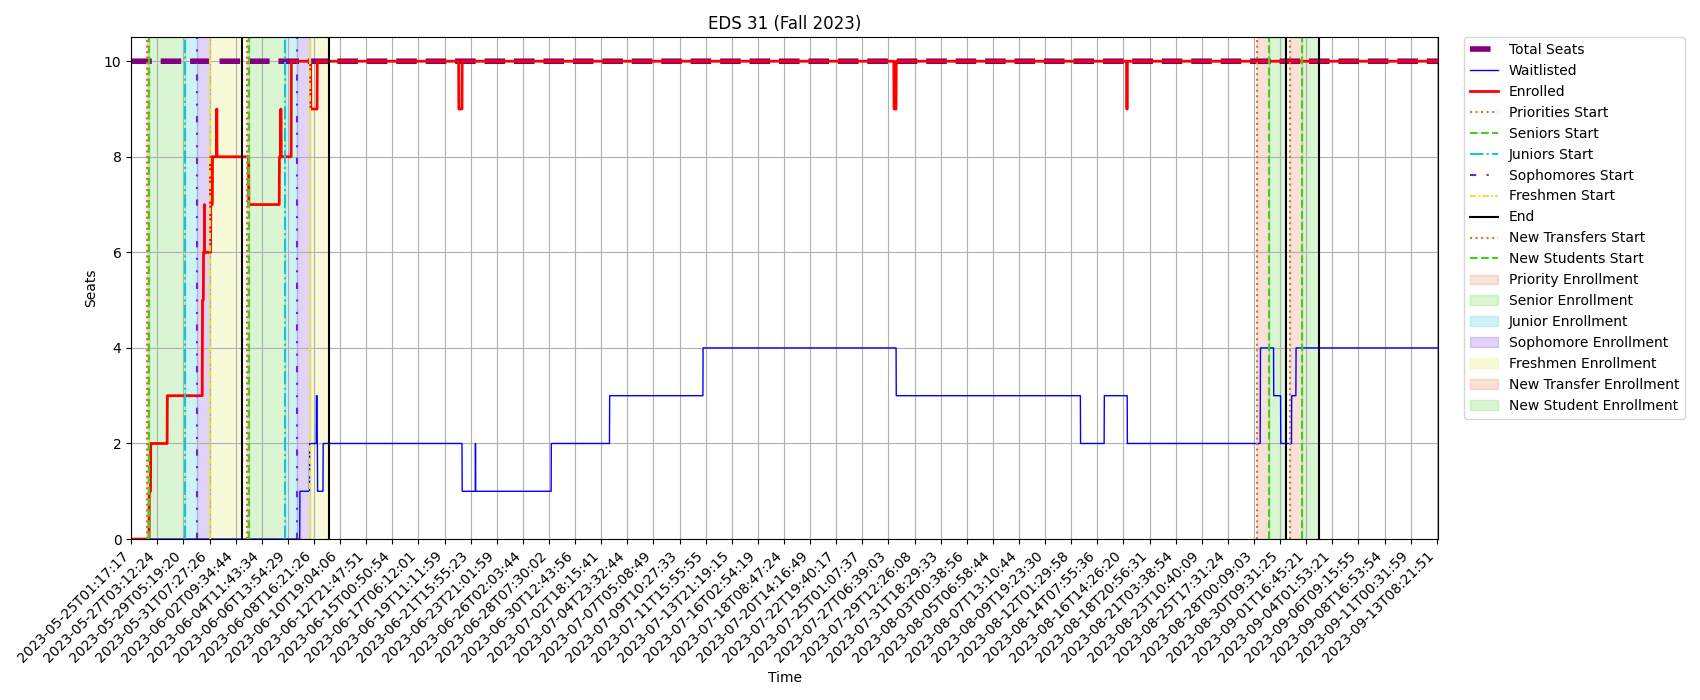 EDS 31 (Fall 2023)
10
8
6
4
2
0
Seats
2023-05-25T01:17:17
2023-05-27T03:12:24
2023-05-29T05:19:20
2023-05-31T07:27:26
2023-06-02T09:34:44
2023-06-04T11:43:34
2023-06-06T13:54:29
2023-06-08T16:21:26
2023-06-10T19:04:06
2023-06-12T21:47:51
2023-06-15T00:50:54
2023-06-17T06:12:01
2023-06-19T11:11:59
2023-06-21T15:55:23
2023-06-23T21:01:59
2023-06-26T02:03:44
2023-06-28T07:30:02
2023-06-30T12:43:56
2023-07-02T18:15:41
2023-07-04T23:32:44
2023-07-07T05:08:49
2023-07-09T10:27:33
2023-07-11T15:55:55
2023-07-13T21:19:15
2023-07-16T02:54:19
2023-07-18T08:47:24
2023-07-20T14:16:49
2023-07-22T19:40:17
2023-07-25T01:07:37
2023-07-27T06:39:03
2023-07-29T12:26:08
2023-07-31T18:29:33
2023-08-03T00:38:56
2023-08-05T06:58:44
2023-08-07T13:10:44
2023-08-09T19:23:30
2023-08-12T01:29:58
2023-08-14T07:55:36
2023-08-16T14:26:20
2023-08-18T20:56:31
2023-08-21T03:38:54
2023-08-23T10:40:09
2023-08-25T17:31:24
2023-08-28T00:09:03
2023-08-30T09:31:25
2023-09-01T16:45:21
2023-09-04T01:53:21
2023-09-06T09:15:55
2023-09-08T16:53:54
2023-09-11T00:31:59
2023-09-13T08:21:51
Time
Total Seats
Waitlisted
Enrolled
Priorities Start
Seniors Start
Juniors Start
Sophomores Start
Freshmen Start
End
New Transfers Start
New Students Start
Priority Enrollment
Senior Enrollment
Junior Enrollment
Sophomore Enrollment
Freshmen Enrollment
New Transfer Enrollment
New Student Enrollment